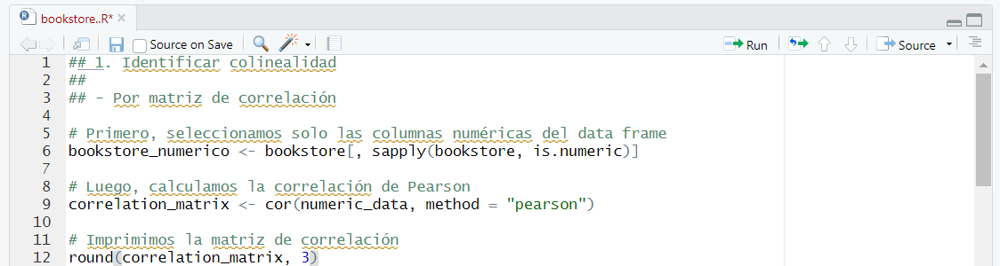 bookstore..R*
Source on Save
Run
Source
1 ## 1. Identificar colinealidad
2 ##
3 ## - Por matriz de correlación
4
5 # Primero, seleccionamos solo las columnas numéricas del data frame
6 bookstore_numerico <- bookstore[, sapply(bookstore, is.numeric)]
7
8 # Luego, calculamos la correlación de Pearson
9 correlation_matrix <- cor(numeric_data, method = "pearson")
10
11 # Imprimimos la matriz de correlación
12 round(correlation_matrix, 3)